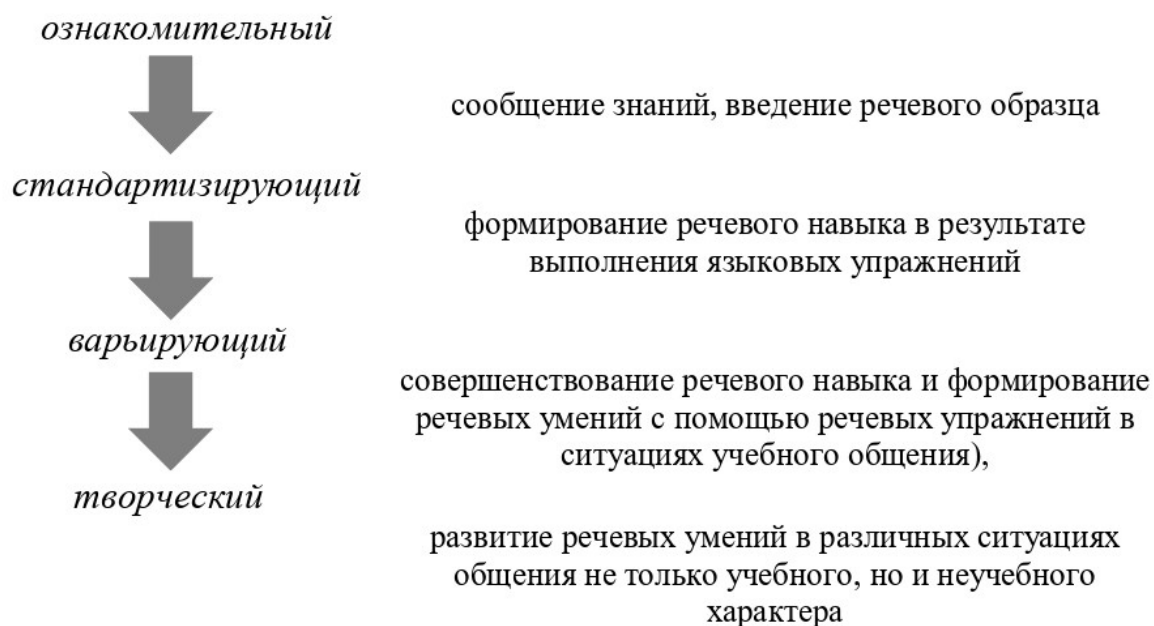 ознакомительный
сообщение знаний, введение речевого образца
стандартизирующий
формирование речевого навыка в результате
выполнения языковых упражнений
варьирующий
совершенствование речевого навыка и формирование
речевых умений с помощью речевых упражнений в
ситуациях учебного общения),
творческий
развитие речевых умений в различных ситуациях
общения не только учебного, но и неучебного
характера